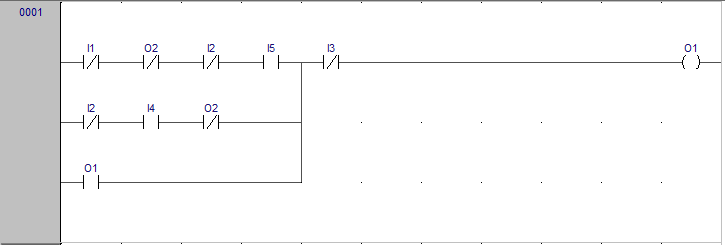 0001
I1 O2 I2 I5 I3 O1
I2 I4 O2
O1